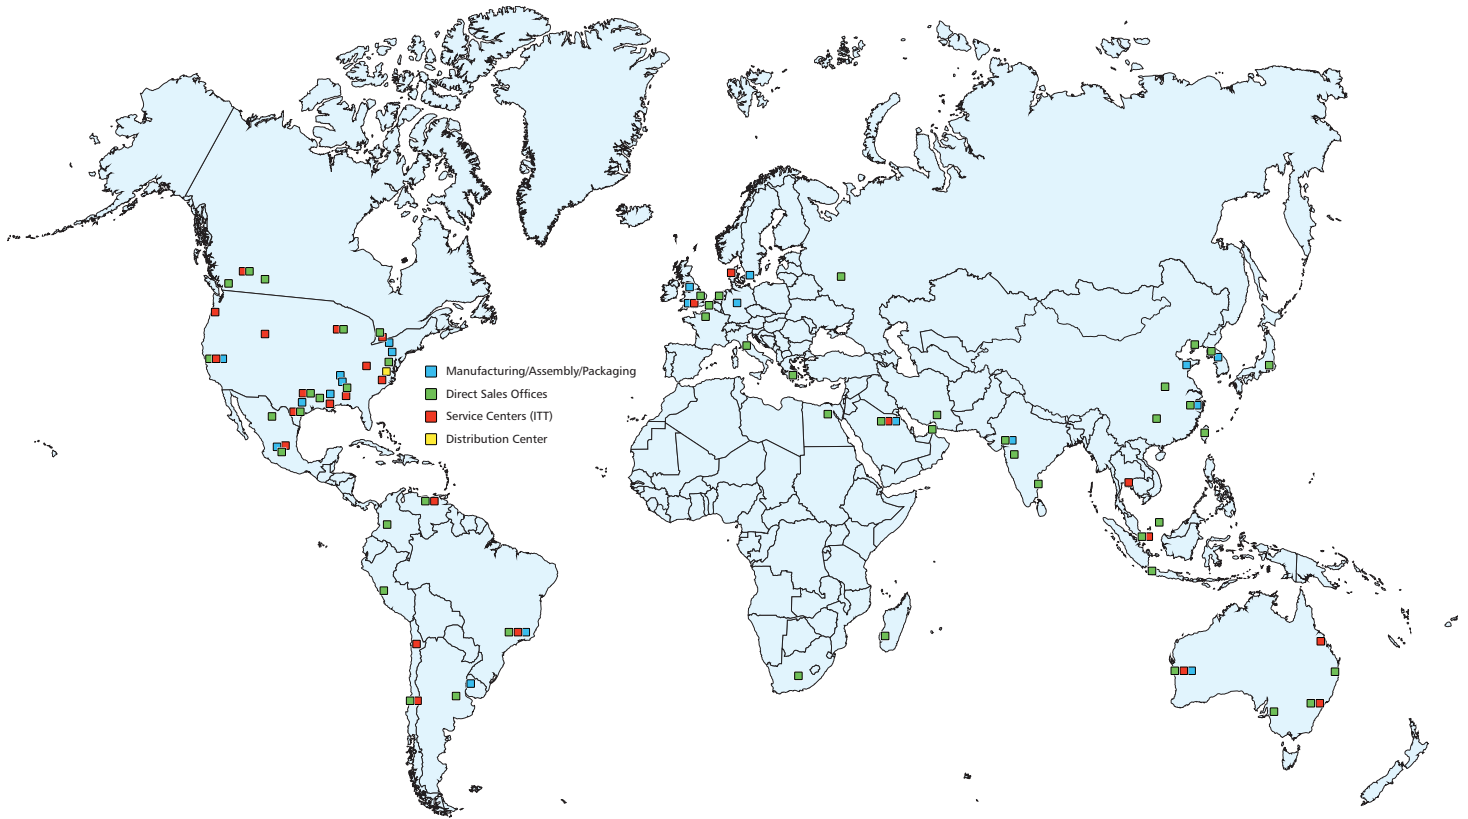 Manufacturing/Assembly/Packaging
Direct Sales Offices
Service Centers (ITT)
Distribution Center